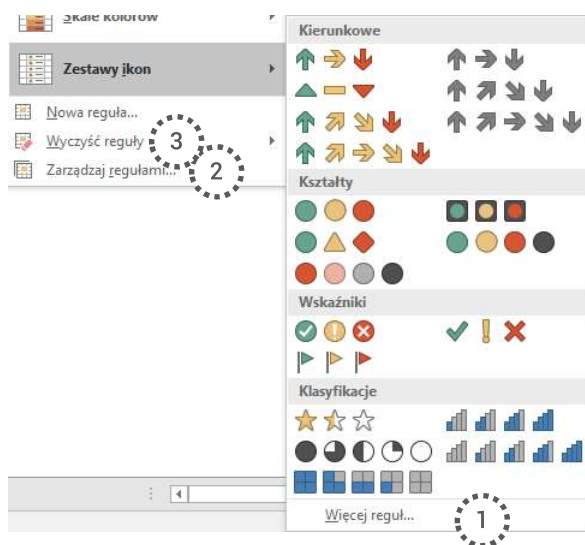 Skale kolorów
Zestawy ikon
Nowa reguła...
Wyczyść reguły
3
Zarządzaj regułami...
2
Kierunkowe
Kształty
Wskaźniki
Klasyfikacje
Więcej reguł...
1